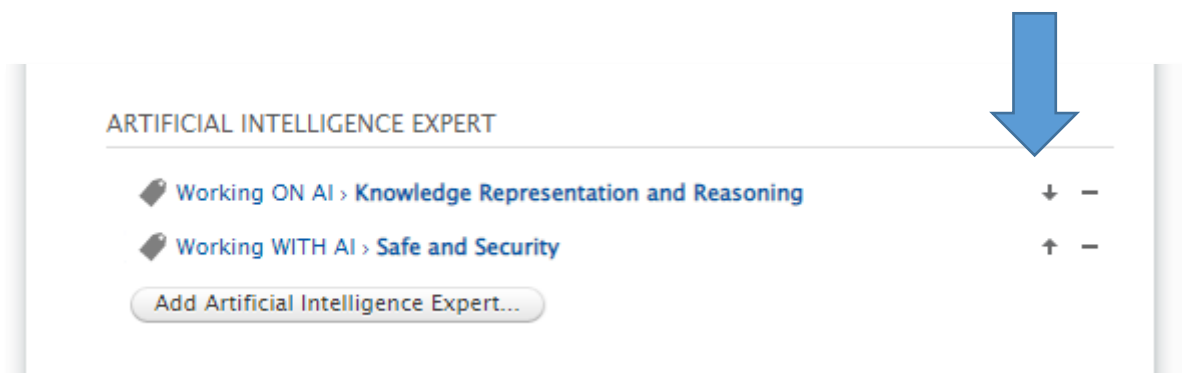 ARTIFICIAL INTELLIGENCE EXPERT
Working ON AI › Knowledge Representation and Reasoning
Working WITH AI › Safe and Security
Add Artificial Intelligence Expert...